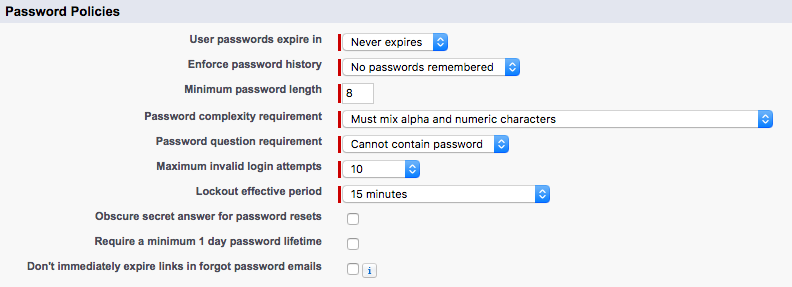 Password Policies
User passwords expire in Never expires
Enforce password history No passwords remembered
Minimum password length 8
Password complexity requirement Must mix alpha and numeric characters
Password question requirement Cannot contain password
Maximum invalid login attempts 10
Lockout effective period 15 minutes
Obscure secret answer for password resets
Require a minimum 1 day password lifetime
Don't immediately expire links in forgot password emails i